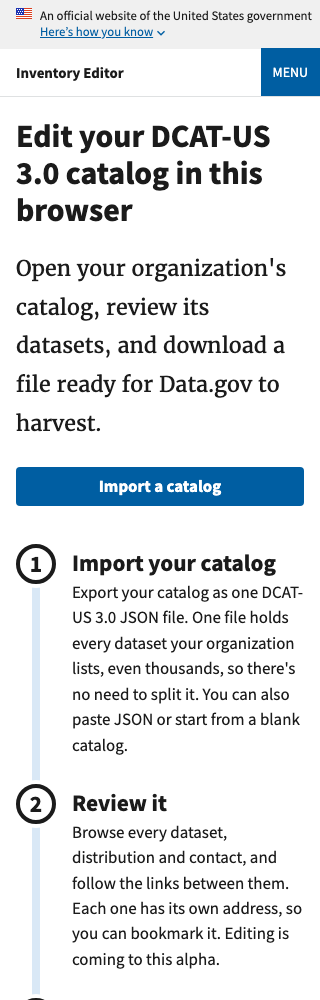 An official website of the United States government
Here's how you know
Inventory Editor
MENU
Edit your DCAT-US
3.0 catalog in this
browser
Open your organization's
catalog, review its
datasets, and download a
file ready for Data.gov to
harvest.
Import a catalog
1
Import your catalog
Export your catalog as one DCAT-
US 3.0 JSON file. One file holds
every dataset your organization
lists, even thousands, so there's
no need to split it. You can also
paste JSON or start from a blank
catalog.
2
Review it
Browse every dataset,
distribution and contact, and
follow the links between them.
Each one has its own address, so
you can bookmark it. Editing is
coming to this alpha.